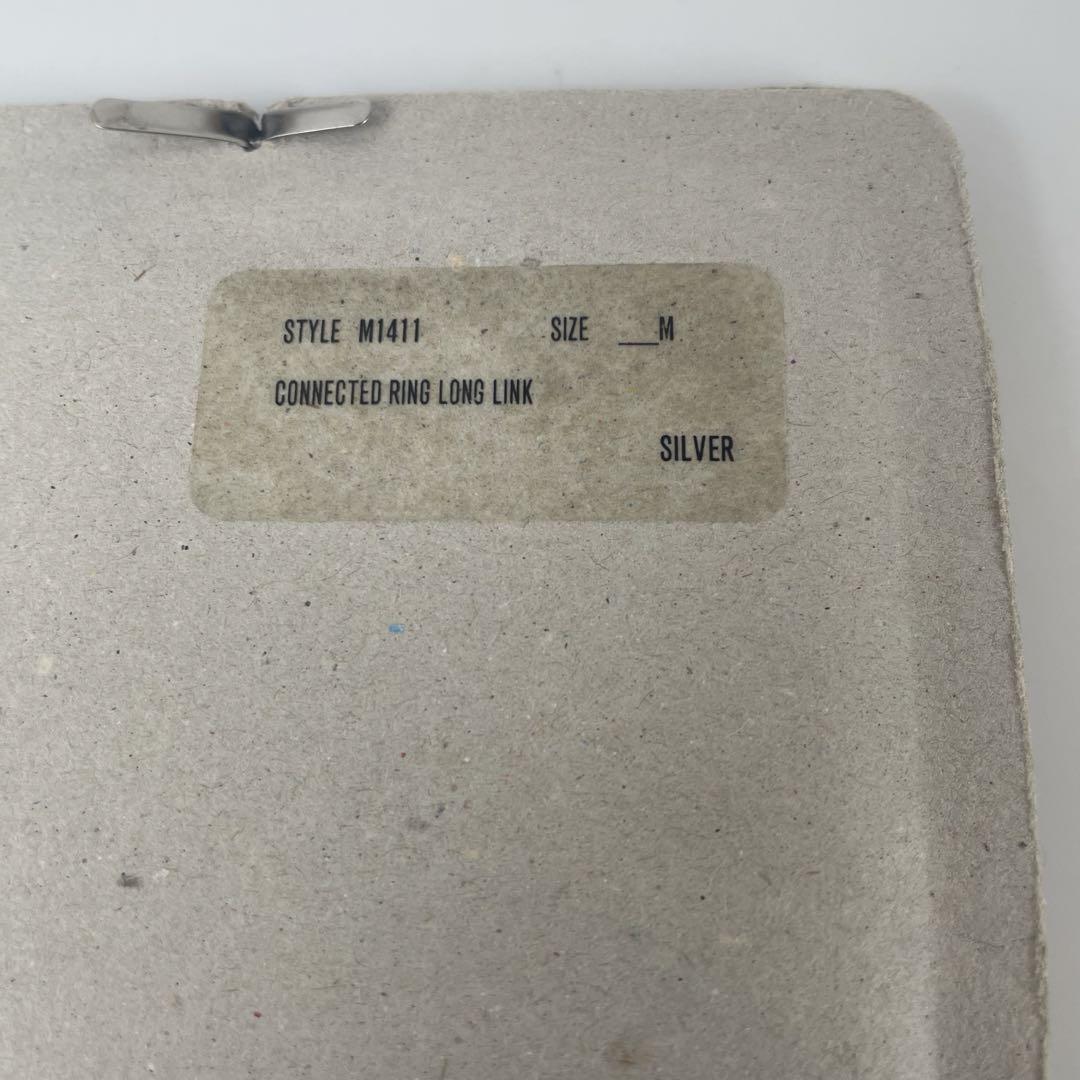 STYLE M1411 SIZE ___M
CONNECTED RING LONG LINK
SILVER